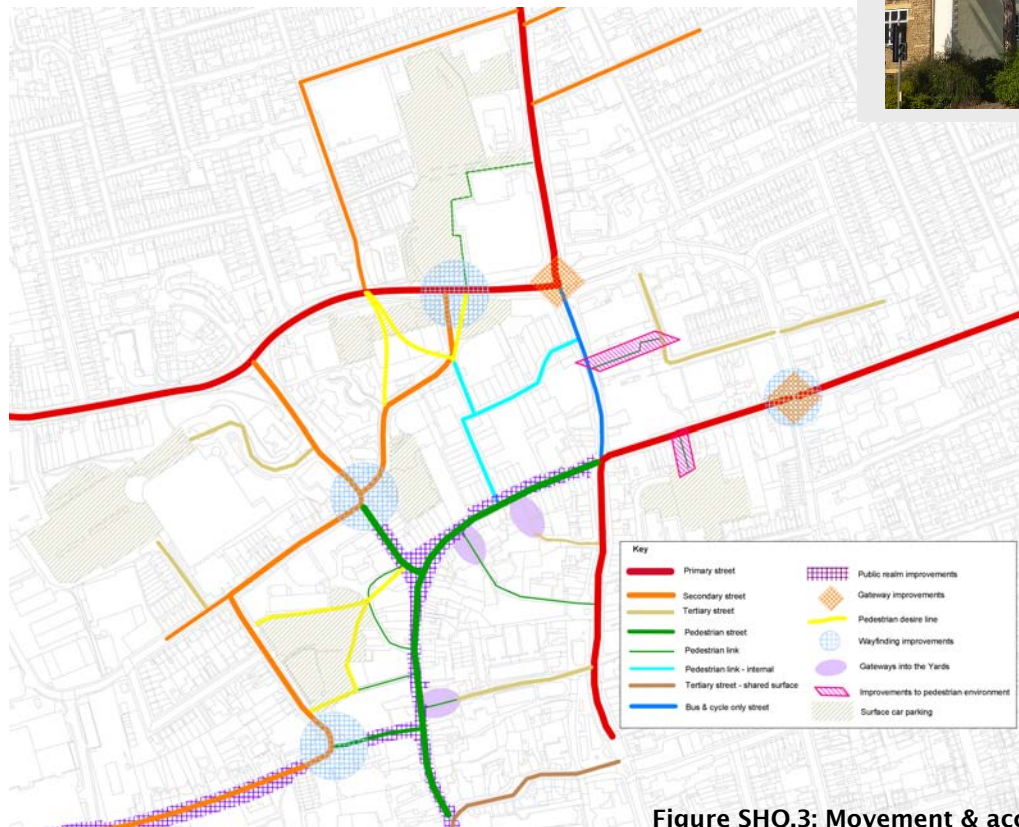 Key
Primary street
Secondary street
Tertiary street
Pedestrian street
Pedestrian link
Pedestrian link - internal
Tertiary street - shared surface
Bus & cycle only street
Public realm improvements
Gateway improvements
Pedestrian desire line
Wayfinding improvements
Gateways into the Yards
Improvements to pedestrian environment
Surface car parking
Figure SHO.3: Movement & acc